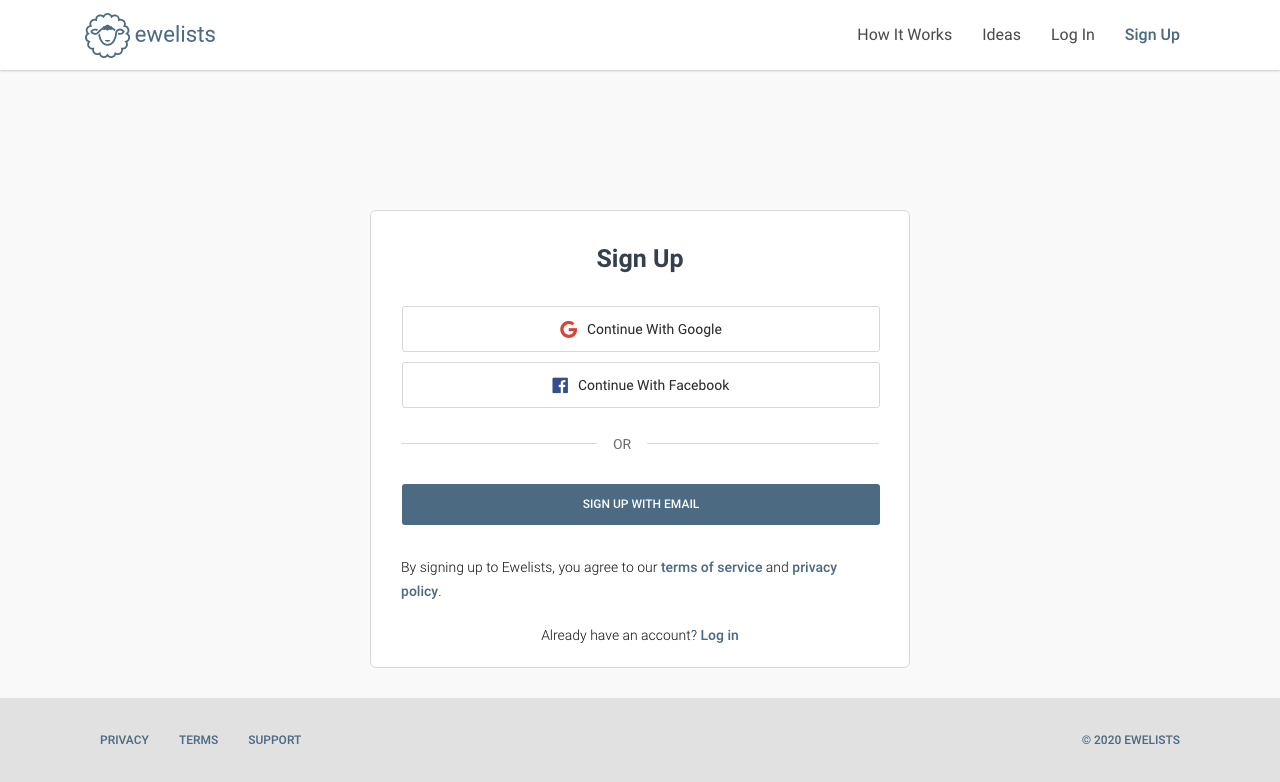 ewelists
How It Works
Ideas
Log In
Sign Up
Sign Up
Continue With Google
Continue With Facebook
OR
SIGN UP WITH EMAIL
By signing up to Ewelists, you agree to our terms of service and privacy
policy.
Already have an account? Log in
PRIVACY
TERMS
SUPPORT
© 2020 EWELISTS